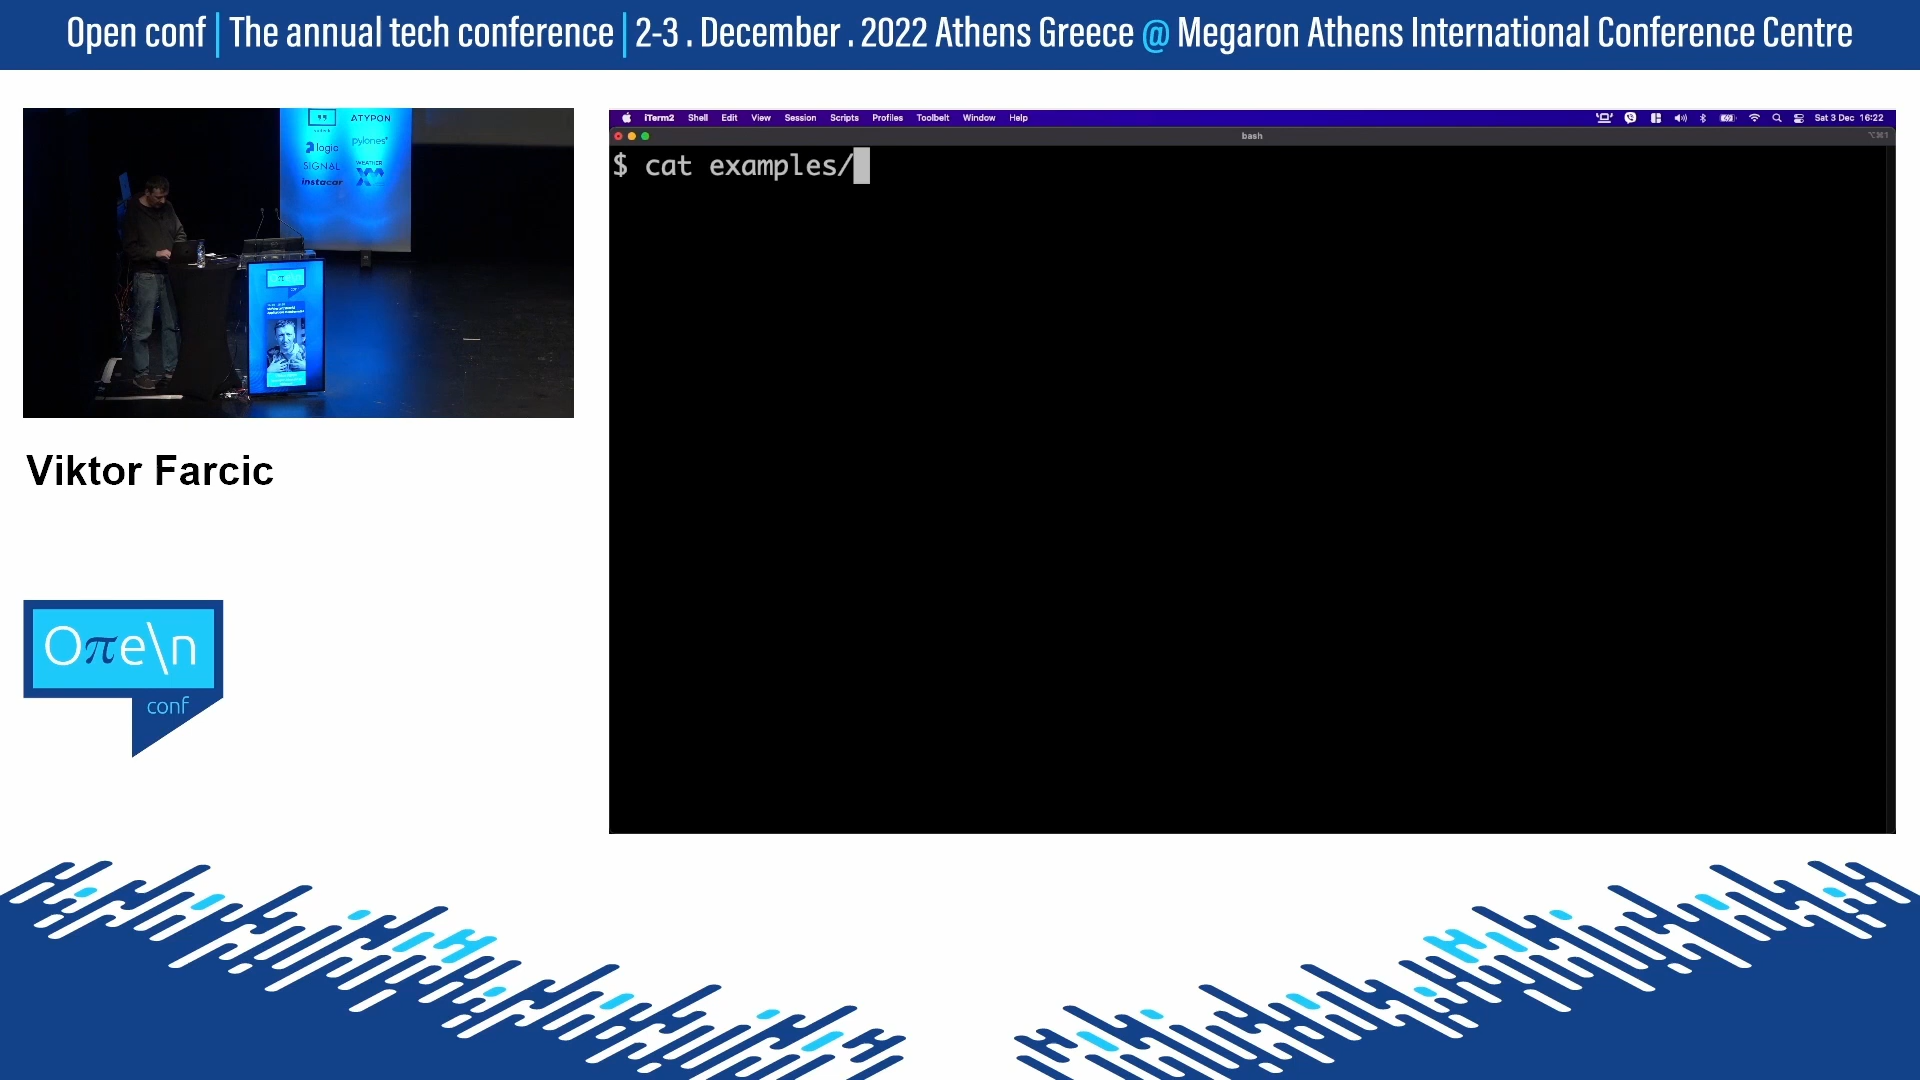 Open conf | The annual tech conference | 2-3 . December . 2022 Athens Greece @ Megaron Athens International Conference Centre
ATYPON
logic
pylones
SIGNAL
WEATHER
instacar
iTerm2 Shell Edit View Session Scripts Profiles Toolbelt Window Help
Sat 3 Dec 16:22
bash
$ cat examples/
Viktor Farcic
Oπe\n
conf